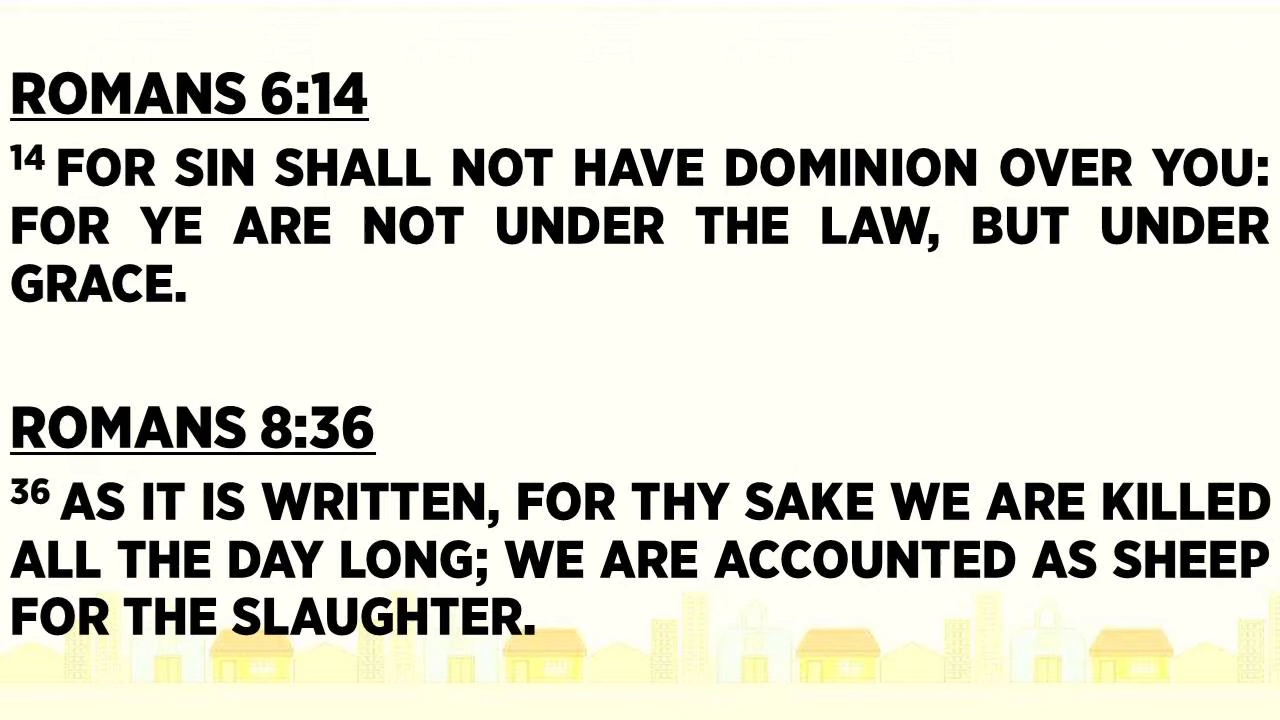 ROMANS 6:14
14 FOR SIN SHALL NOT HAVE DOMINION OVER YOU:
FOR YE ARE NOT UNDER THE LAW, BUT UNDER
GRACE.
ROMANS 8:36
36 AS IT IS WRITTEN, FOR THY SAKE WE ARE KILLED
ALL THE DAY LONG; WE ARE ACCOUNTED AS SHEEP
FOR THE SLAUGHTER.